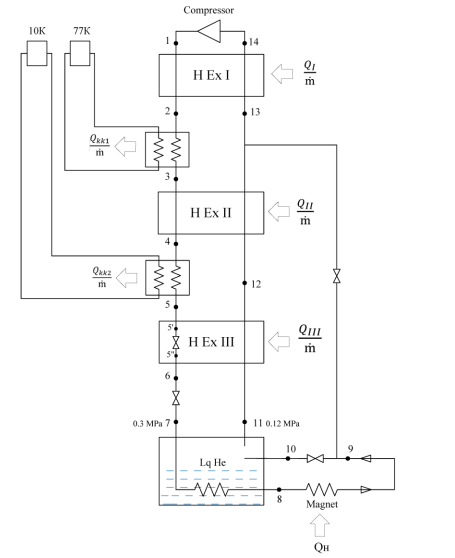 Compressor
10K
77K
1
14
H Ex I
Q_I / ṁ
2
13
Q_kk1 / ṁ
3
H Ex II
Q_II / ṁ
4
Q_kk2 / ṁ
12
5
5'
H Ex III
Q_III / ṁ
5"
6
0.3 MPa 7
11 0.12 MPa
Lq He
10
9
8
Magnet
Q_H